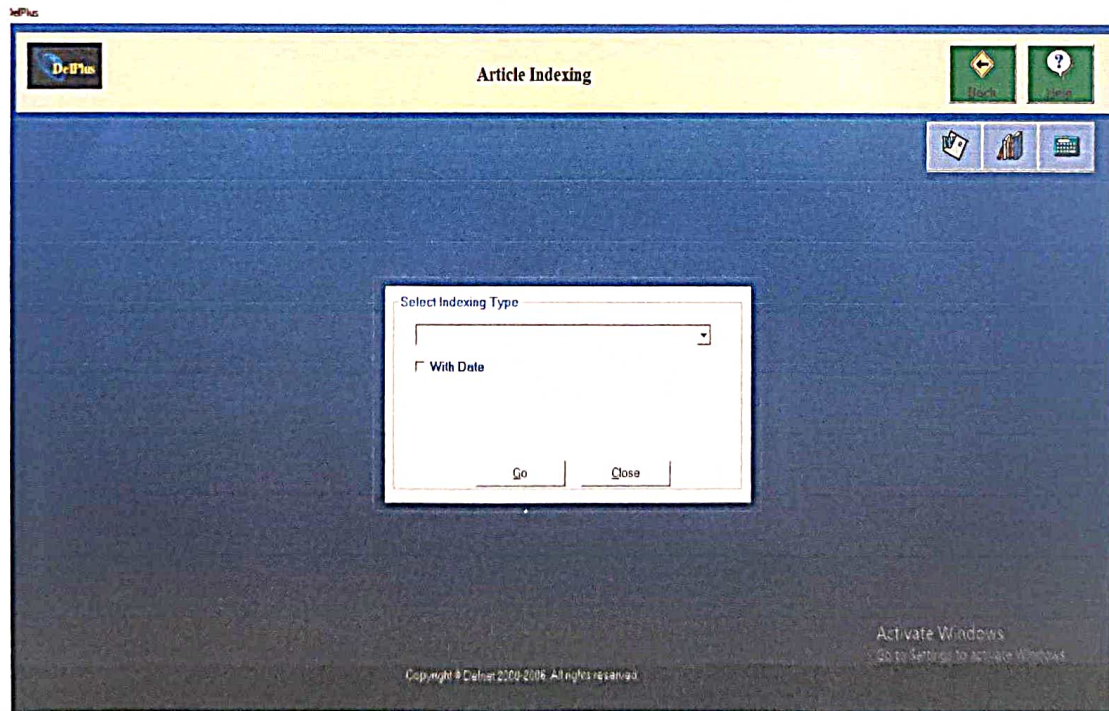 DelPlus
DelPlus
Article Indexing
Back
Help
Select Indexing Type
With Date
Go
Close
Activate Windows
Go to Settings to activate Windows.
Copyright © Delnet 2000-2006. All rights reserved.